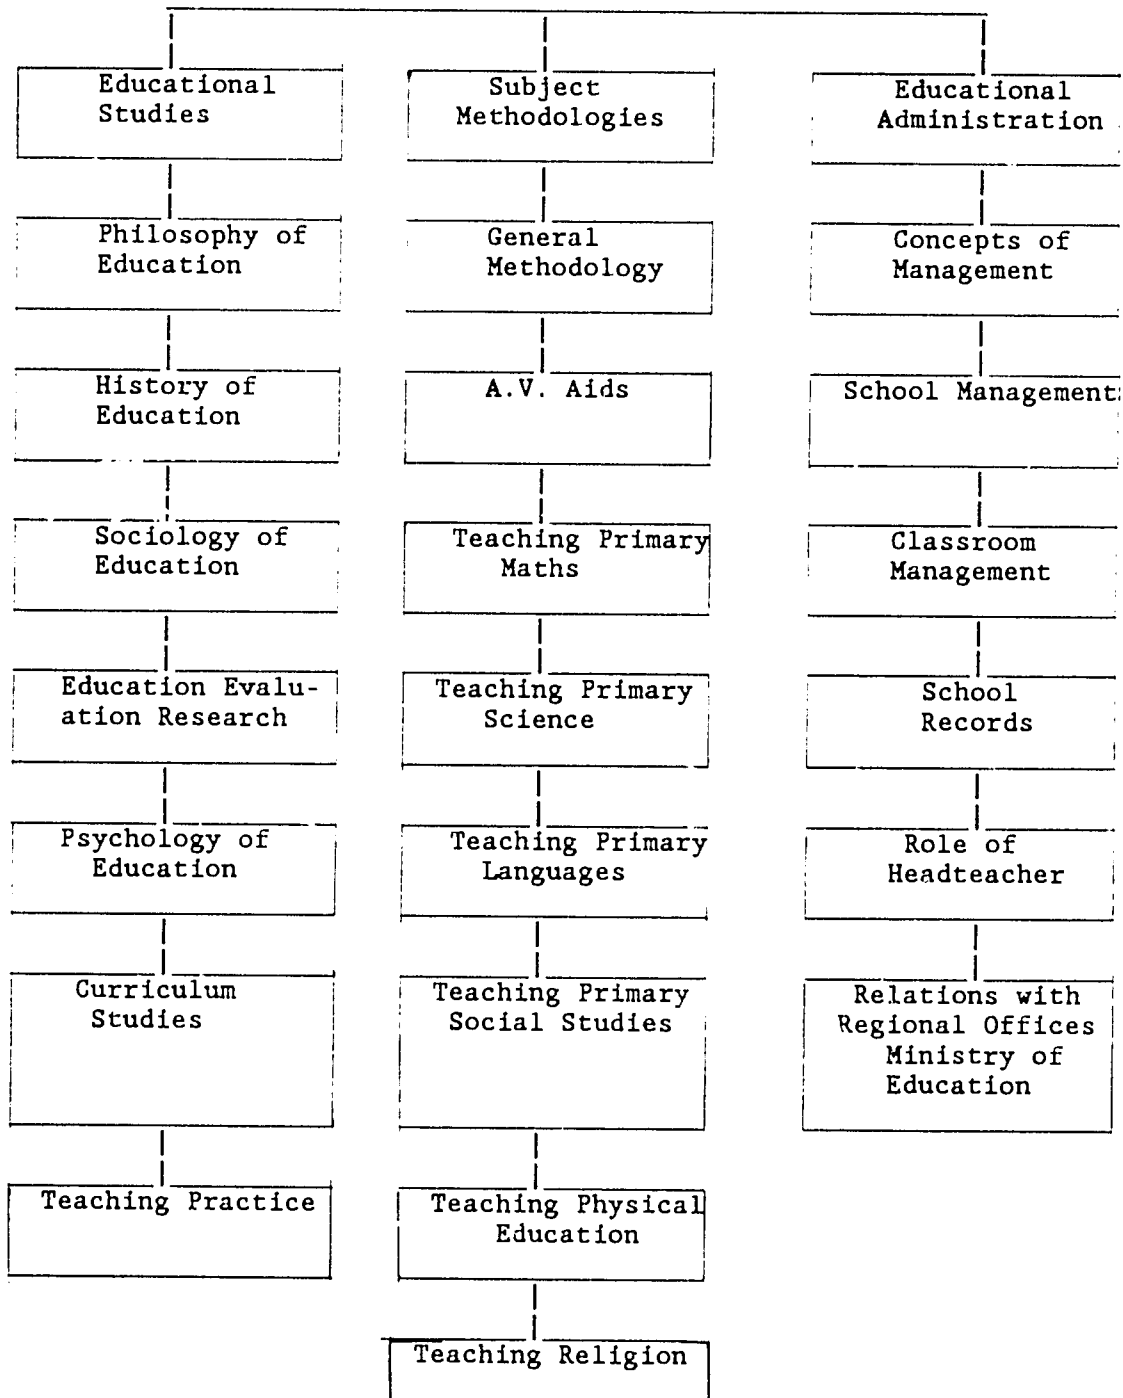 Educational
Studies
Philosophy of
Education
History of
Education
Sociology of
Education
Education Evalu-
ation Research
Psychology of
Education
Curriculum
Studies
Teaching Practice
Subject
Methodologies
General
Methodology
A.V. Aids
Teaching Primary
Maths
Teaching Primary
Science
Teaching Primary
Languages
Teaching Primary
Social Studies
Teaching Physical
Education
Teaching Religion
Educational
Administration
Concepts of
Management
School Management
Classroom
Management
School
Records
Role of
Headteacher
Relations with
Regional Offices
Ministry of
Education